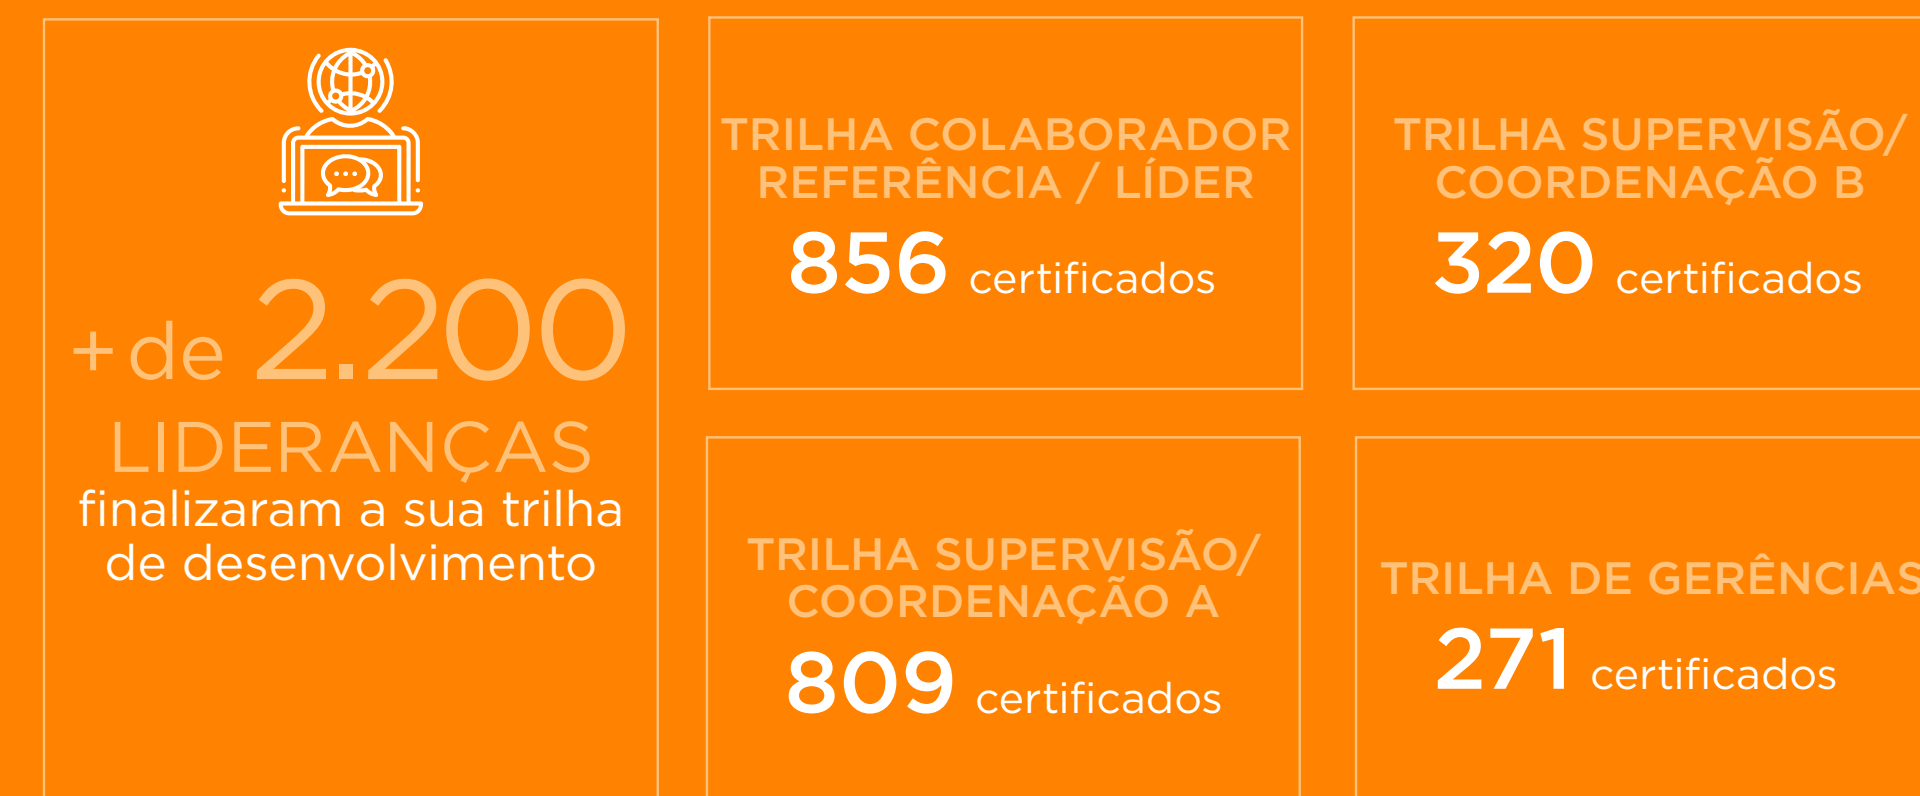 + de 2.200
LIDERANÇAS
finalizaram a sua trilha
de desenvolvimento
TRILHA COLABORADOR
REFERÊNCIA / LÍDER
856 certificados
TRILHA SUPERVISÃO/
COORDENAÇÃO B
320 certificados
TRILHA SUPERVISÃO/
COORDENAÇÃO A
809 certificados
TRILHA DE GERÊNCIAS
271 certificados